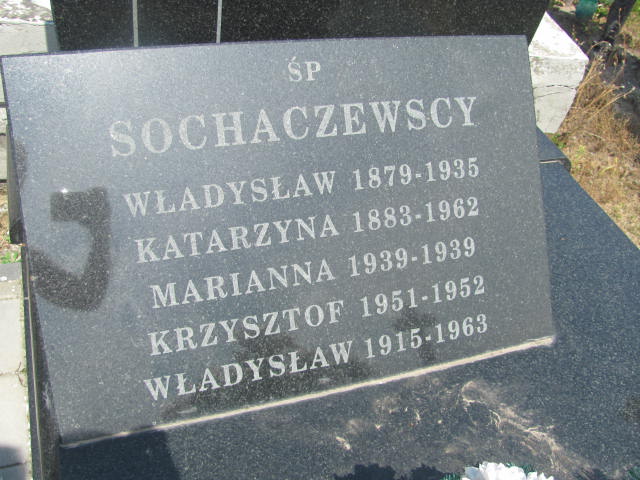 ŚP
SOCHACZEWSCY
WŁADYSŁAW 1879-1935
KATARZYNA 1883-1962
MARIANNA 1939-1939
KRZYSZTOF 1951-1952
WŁADYSŁAW 1915-1963